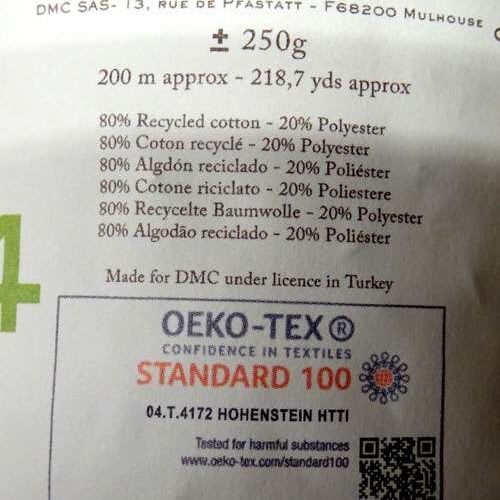 DMC SAS- 13, RUE DE PFASTATT - F68200 MULHOUSE
± 250g
200 m approx - 218,7 yds approx
80% Recycled cotton - 20% Polyester
80% Coton recyclé - 20% Polyester
80% Algdón reciclado - 20% Poliéster
80% Cotone riciclato - 20% Poliestere
80% Recycelte Baumwolle - 20% Polyester
80% Algodão reciclado - 20% Poliéster
4
Made for DMC under licence in Turkey
OEKO-TEX®
CONFIDENCE IN TEXTILES
STANDARD 100
04.T.4172 HOHENSTEIN HTTI
Tested for harmful substances
www.oeko-tex.com/standard100